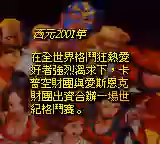 西元2001年
在全世界格鬥狂熱愛
好者強烈渴求下，卡
普空財團與愛斯恩克
財團出資合辦一場世
紀格鬥賽。